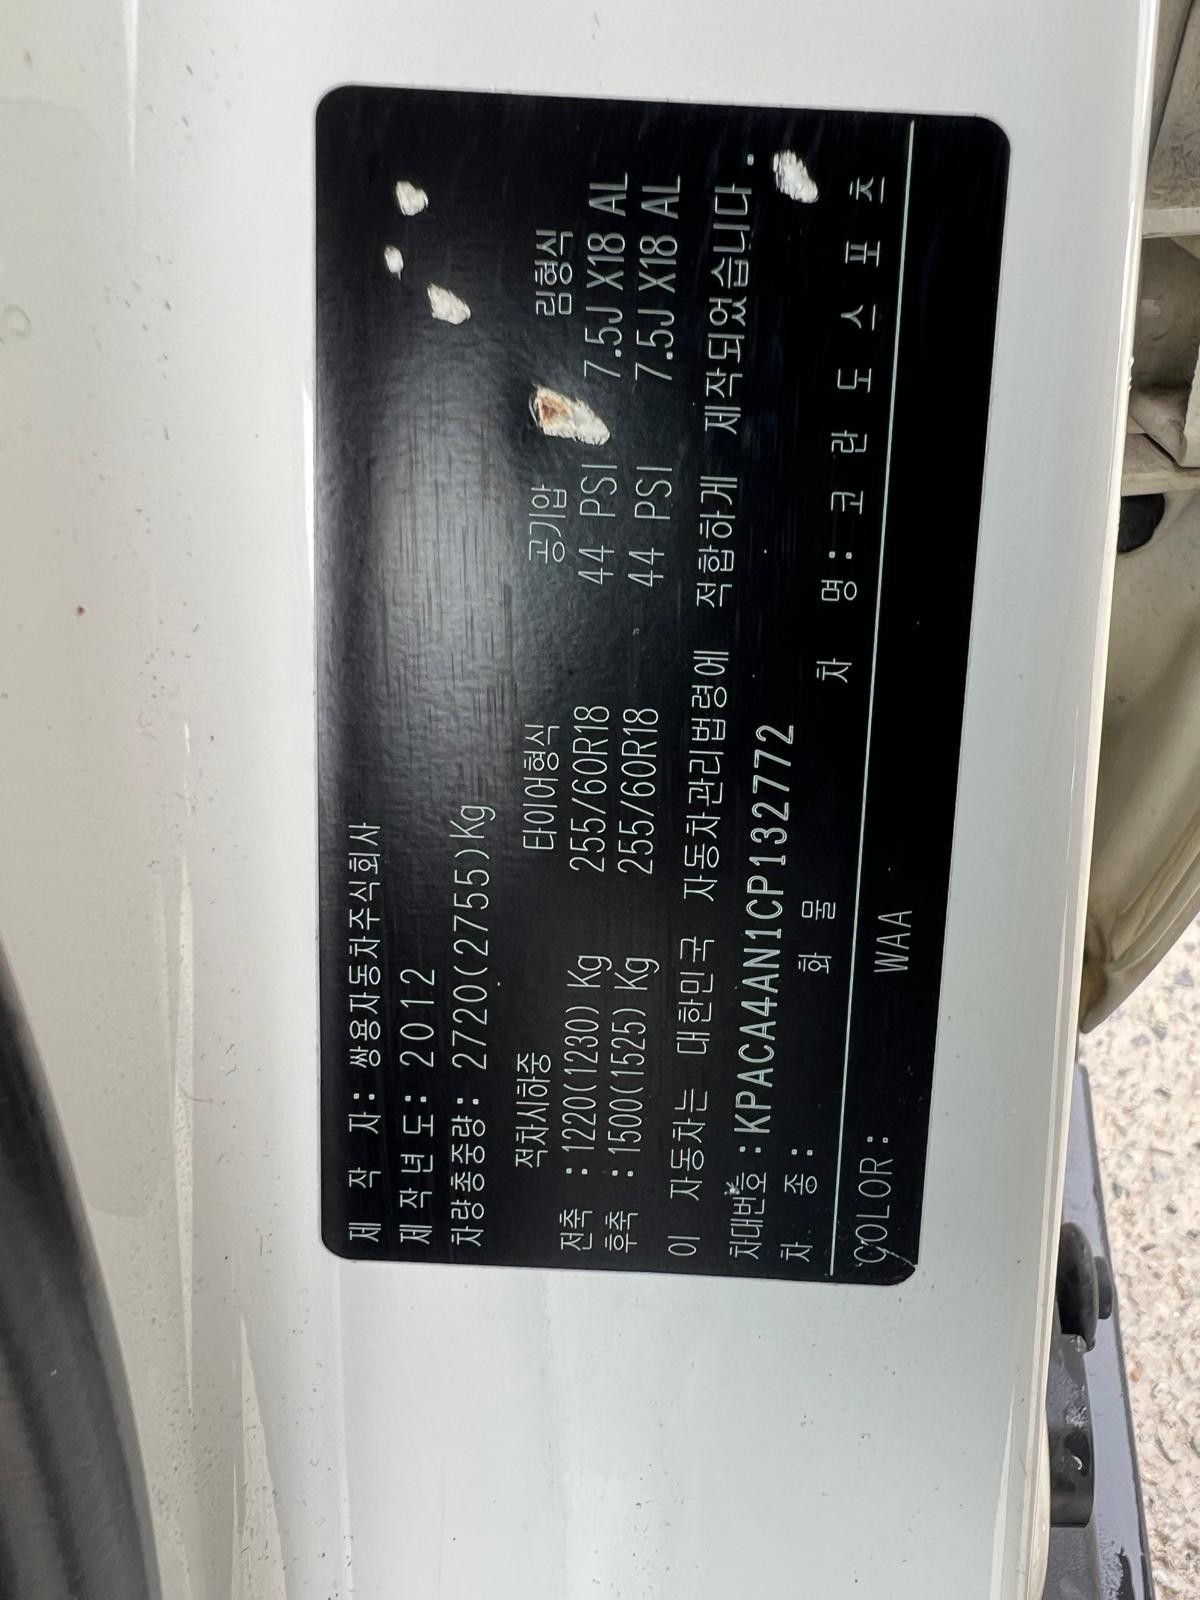 제 작 자: 쌍용자동차주식회사
제작년도: 2012
차량총중량: 2720(2755)Kg
적차시하중 타이어형식 공기압 림형식
전축 :1220(1230) Kg 255/60R18 44 PSI 7.5J X18 AL
후축 :1500(1525) Kg 255/60R18 44 PSI 7.5J X18 AL
이 자동차는 대한민국 자동차관리법령에 적합하게 제작되었습니다.
차대번호:KPACA4AN1CP132772
차 종: 화 물 차 명: 코 란 도 스 포 츠
COLOR: WAA